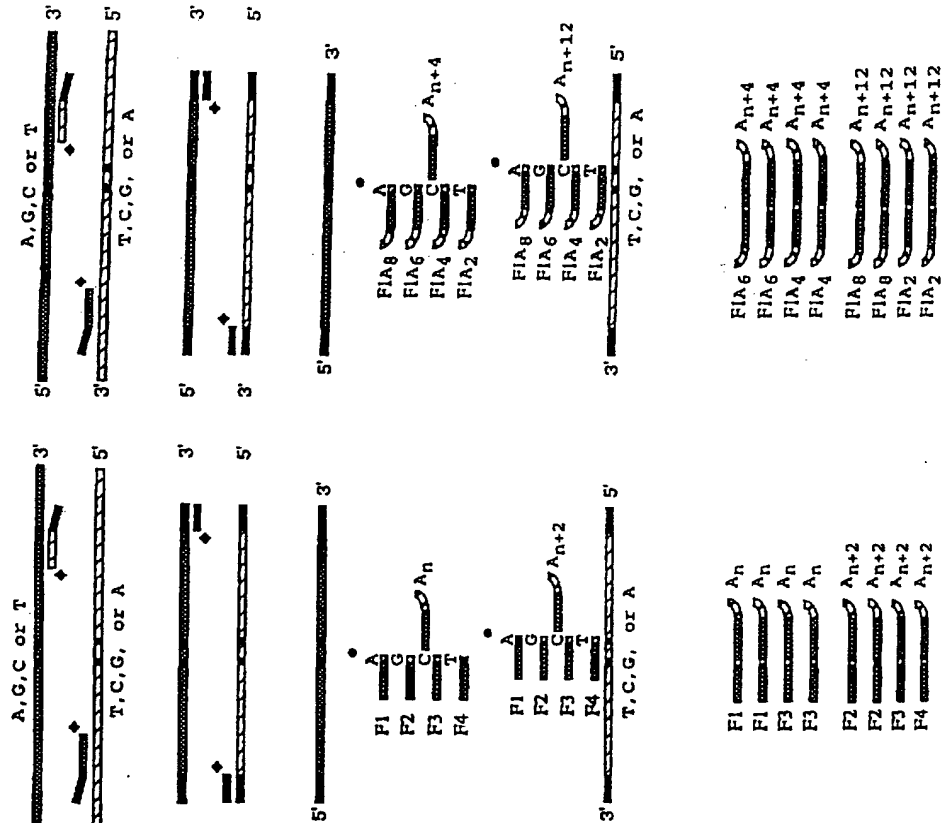 A,G,C or T
3'
5'
T,C,G, or A
3'
5'
5' 3'
F1 A
F2 G
F3 C An
F4 T
F1 A
F2 G
F3 C An+2
F4 T
3' 5'
T,C,G, or A
F1 An
F1 An
F3 An
F3 An
F2 An+2
F2 An+2
F3 An+2
F4 An+2
A,G,C or T
5' 3'
3' 5'
T,C,G, or A
5' 3'
3' 5'
5' 3'
FlA8 A
FlA6 G
FlA4 C An+4
FlA2 T
FlA8 A
FlA6 G
FlA4 C An+12
FlA2 T
3' 5'
T,C,G, or A
FlA6 An+4
FlA6 An+4
FlA4 An+4
FlA4 An+4
FlA8 An+12
FlA8 An+12
FlA2 An+12
FlA2 An+12